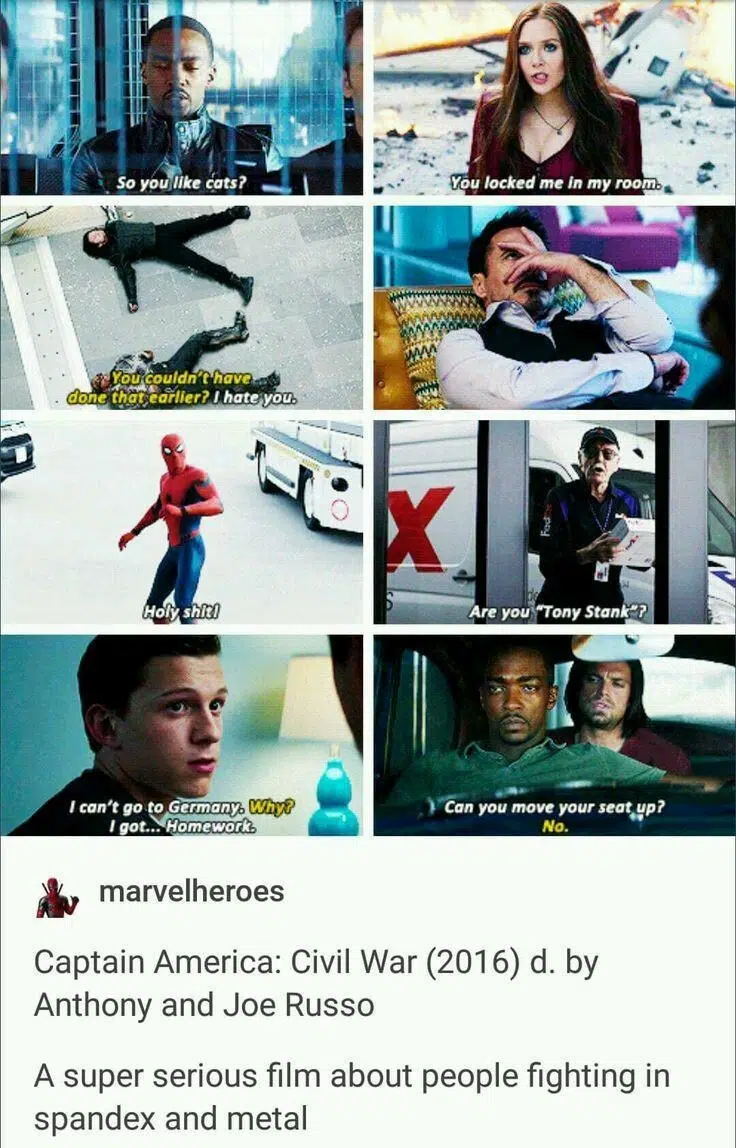 So you like cats?
You locked me in my room.
You couldn't have
done that earlier? I hate you.
Holy shit!
X
FedEx
Are you "Tony Stank"?
I can't go to Germany. Why?
I got... Homework.
Can you move your seat up?
No.
marvelheroes
Captain America: Civil War (2016) d. by
Anthony and Joe Russo
A super serious film about people fighting in
spandex and metal